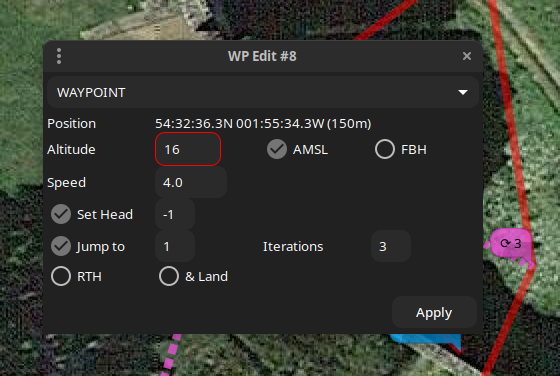 WP Edit #8
WAYPOINT
Position 54:32:36.3N 001:55:34.3W (150m)
Altitude 16 AMSL FBH
Speed 4.0
Set Head -1
Jump to 1 Iterations 3
RTH & Land
Apply
⟳ 3